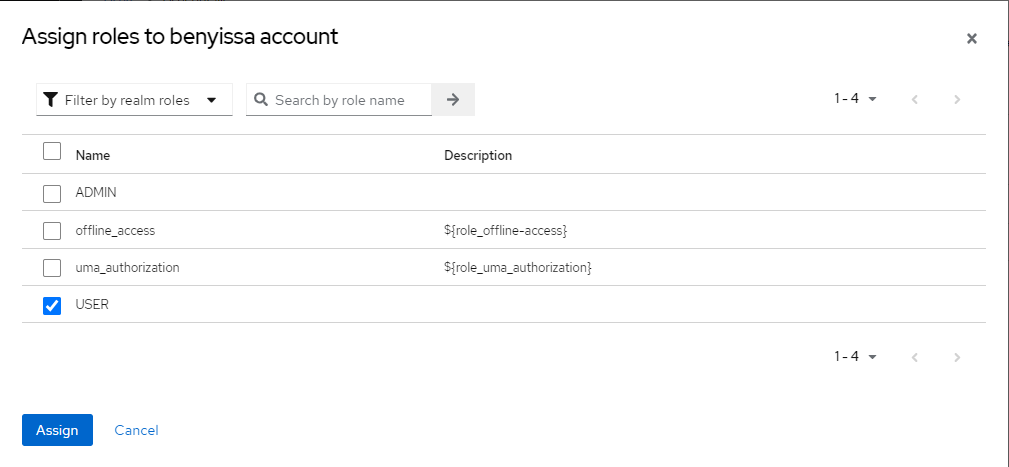 Assign roles to benyissa account
Filter by realm roles
Search by role name
1 - 4
Name Description
ADMIN
offline_access ${role_offline-access}
uma_authorization ${role_uma_authorization}
USER
1 - 4
Assign Cancel